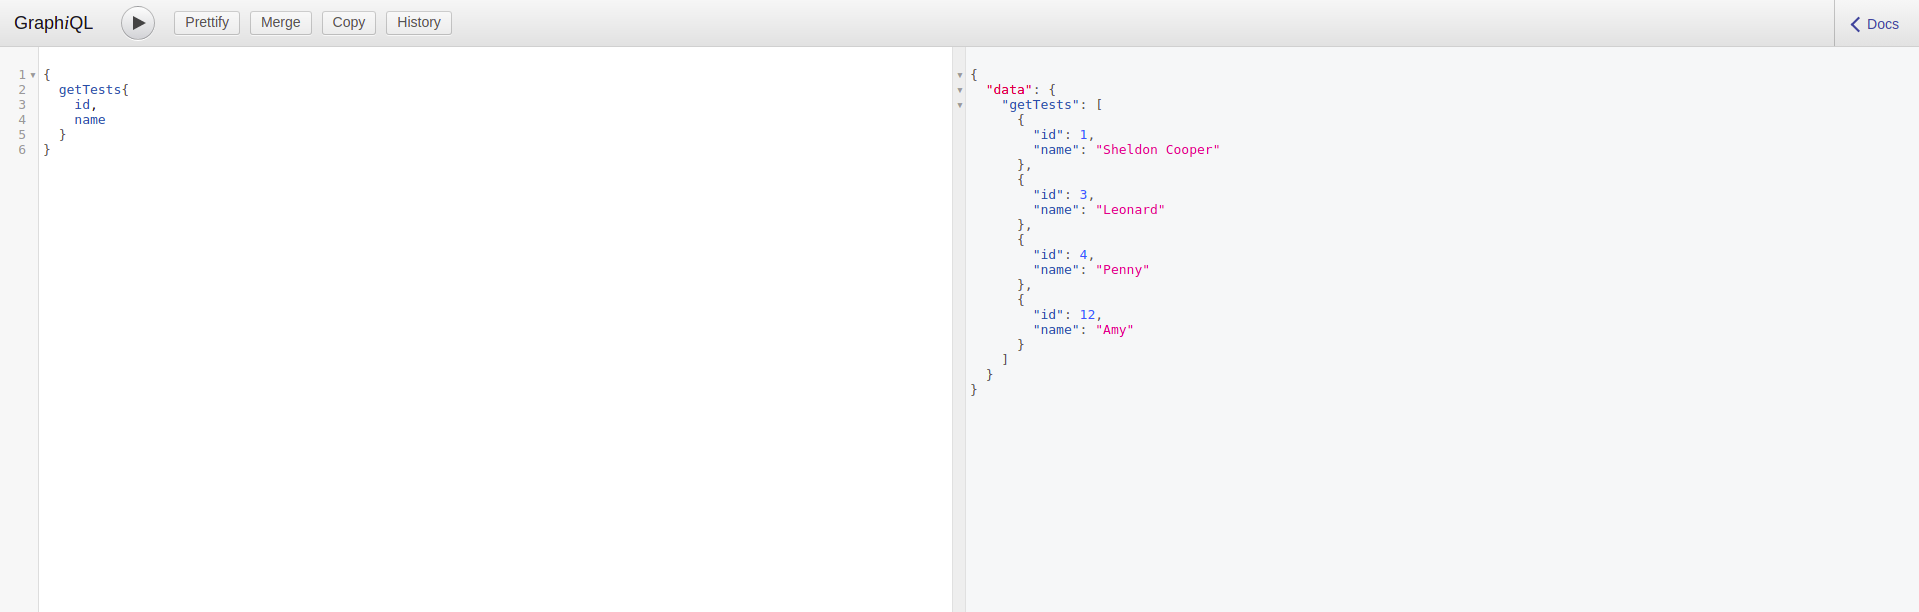 GraphiQL Prettify Merge Copy History Docs
1 {
2   getTests{
3     id,
4     name
5   }
6 }
{
  "data": {
    "getTests": [
      {
        "id": 1,
        "name": "Sheldon Cooper"
      },
      {
        "id": 3,
        "name": "Leonard"
      },
      {
        "id": 4,
        "name": "Penny"
      },
      {
        "id": 12,
        "name": "Amy"
      }
    ]
  }
}